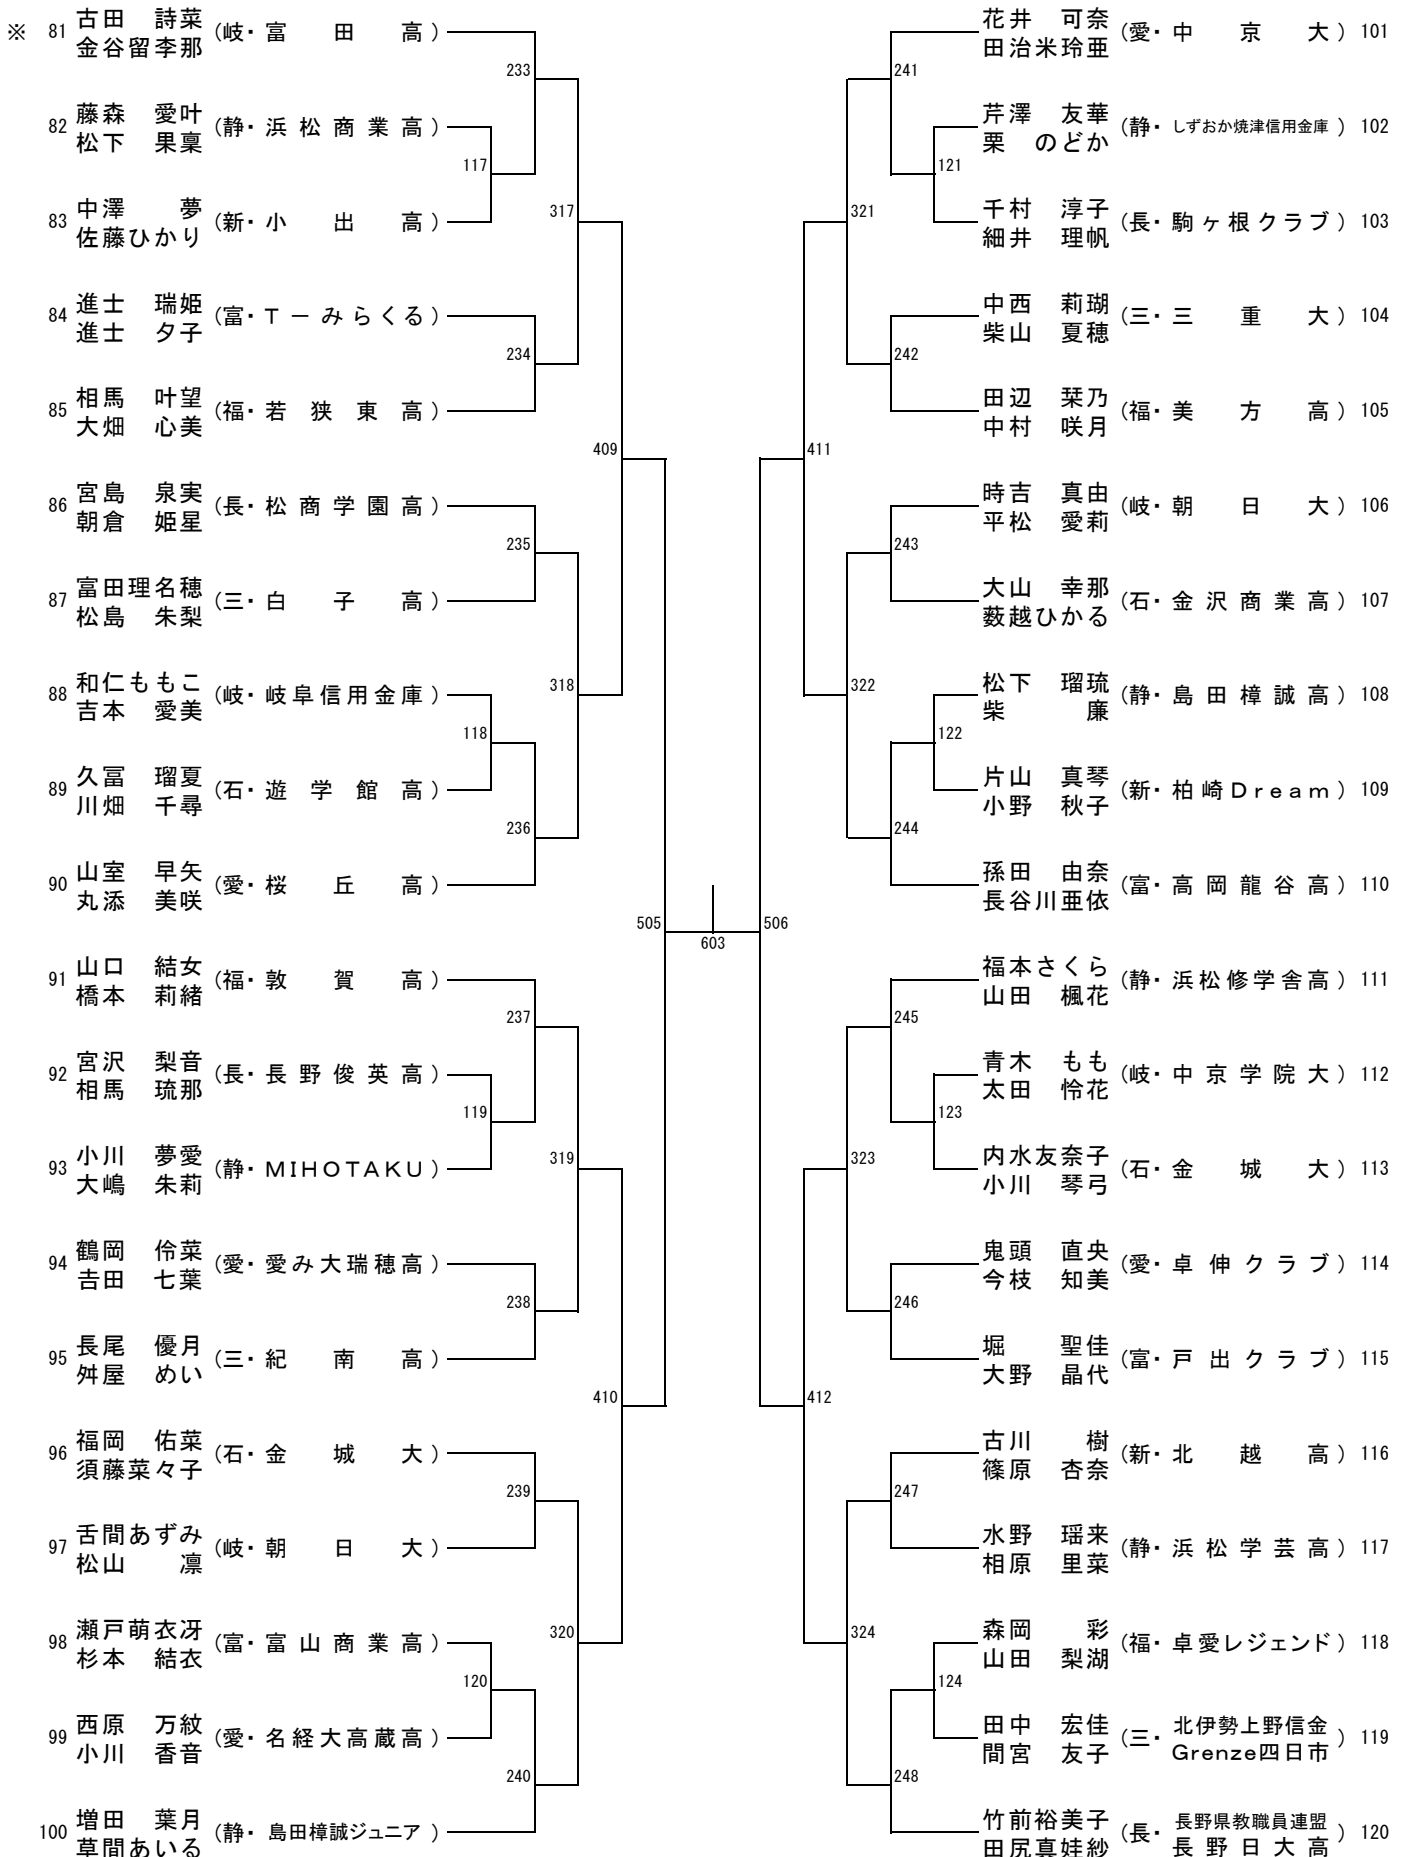 ※ 81 古田 詩菜 金谷留李那 (岐・富田高)
82 藤森 愛叶 松下 果稟 (静・浜松商業高)
83 中澤 夢 佐藤ひかり (新・小出高)
84 進士 瑞姫 進士 夕子 (富・T－みらくる)
85 相馬 叶望 大畑 心美 (福・若狭東高)
86 宮島 泉実 朝倉 姫星 (長・松商学園高)
87 富田理名穂 松島 朱梨 (三・白子高)
88 和仁ももこ 吉本 愛美 (岐・岐阜信用金庫)
89 久冨 瑠夏 川畑 千尋 (石・遊学館高)
90 山室 早矢 丸添 美咲 (愛・桜丘高)
91 山口 結女 橋本 莉緒 (福・敦賀高)
92 宮沢 梨音 相馬 琉那 (長・長野俊英高)
93 小川 夢愛 大嶋 朱莉 (静・MIHOTAKU)
94 鶴岡 伶菜 吉田 七葉 (愛・愛み大瑞穂高)
95 長尾 優月 舛屋 めい (三・紀南高)
96 福岡 佑菜 須藤菜々子 (石・金城大)
97 舌間あずみ 松山 凛 (岐・朝日大)
98 瀬戸萌衣冴 杉本 結衣 (富・富山商業高)
99 西原 万紋 小川 香音 (愛・名経大高蔵高)
100 増田 葉月 草間あいる (静・島田樟誠ジュニア)
117
118
119
120
233
234
235
236
237
238
239
240
317
318
319
320
409
410
505
603
506
411
412
321
322
323
324
241
242
243
244
245
246
247
248
121
122
123
124
花井 可奈 田治米玲亜 (愛・中京大) 101
芹澤 友華 栗 のどか (静・しずおか焼津信用金庫) 102
千村 淳子 細井 理帆 (長・駒ヶ根クラブ) 103
中西 莉瑚 柴山 夏穂 (三・三重大) 104
田辺 栞乃 中村 咲月 (福・美方高) 105
時吉 真由 平松 愛莉 (岐・朝日大) 106
大山 幸那 薮越ひかる (石・金沢商業高) 107
松下 瑠琉 柴 廉 (静・島田樟誠高) 108
片山 真琴 小野 秋子 (新・柏崎Dream) 109
孫田 由奈 長谷川亜依 (富・高岡龍谷高) 110
福本さくら 山田 楓花 (静・浜松修学舎高) 111
青木 もも 太田 怜花 (岐・中京学院大) 112
内水友奈子 小川 琴弓 (石・金城大) 113
鬼頭 直央 今枝 知美 (愛・卓伸クラブ) 114
堀 聖佳 大野 晶代 (富・戸出クラブ) 115
古川 樹 篠原 杏奈 (新・北越高) 116
水野 瑶来 相原 里菜 (静・浜松学芸高) 117
森岡 彩 山田 梨湖 (福・卓愛レジェンド) 118
田中 宏佳 間宮 友子 (三・北伊勢上野信金 Grenze四日市) 119
竹前裕美子 田尻真娃紗 (長・長野県教職員連盟 長野日大高) 120